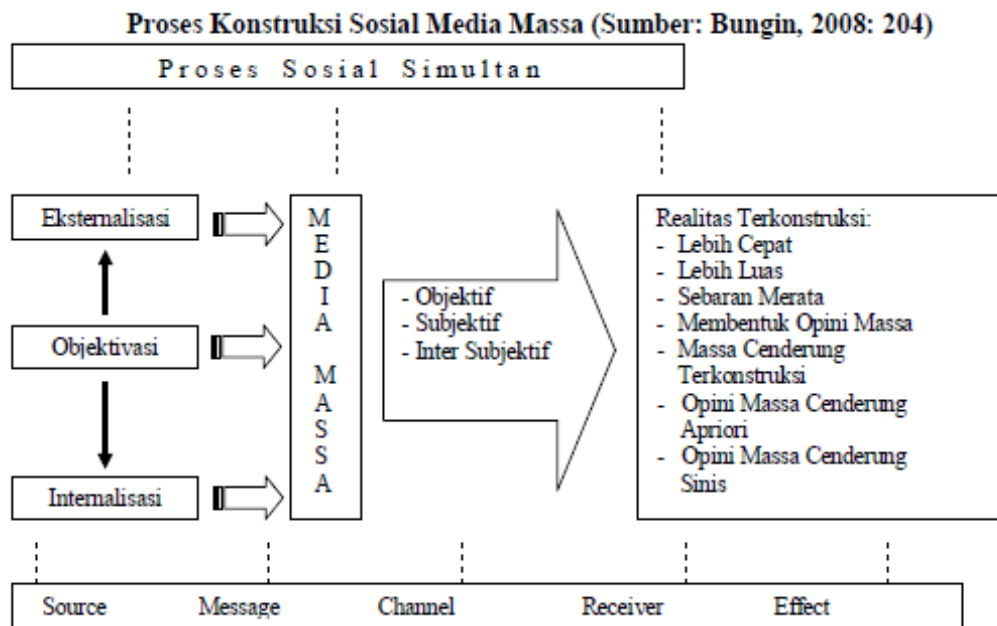 Proses Konstruksi Sosial Media Massa (Sumber: Bungin, 2008: 204)
Proses Sosial Simultan
Eksternalisasi
Objektivasi
Internalisasi
MEDIA MASSA
- Objektif
- Subjektif
- Inter Subjektif
Realitas Terkonstruksi:
- Lebih Cepat
- Lebih Luas
- Sebaran Merata
- Membentuk Opini Massa
- Massa Cenderung
Terkonstruksi
- Opini Massa Cenderung
Apriori
- Opini Massa Cenderung
Sinis
Source Message Channel Receiver Effect